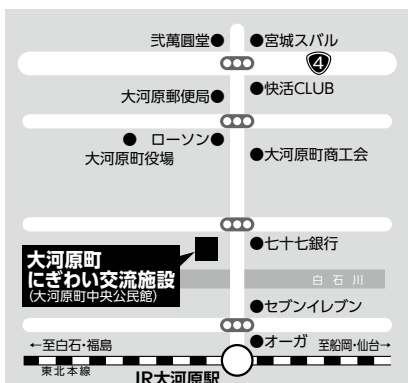 弐萬圓堂●
●宮城スバル
4
大河原郵便局●
●快活CLUB
● ローソン●
大河原町役場
●大河原町商工会
●七十七銀行
大河原町
にぎわい交流施設
(大河原町中央公民館)
白石川
●セブンイレブン
●オーガ
←至白石・福島
至船岡・仙台→
東北本線
JR大河原駅